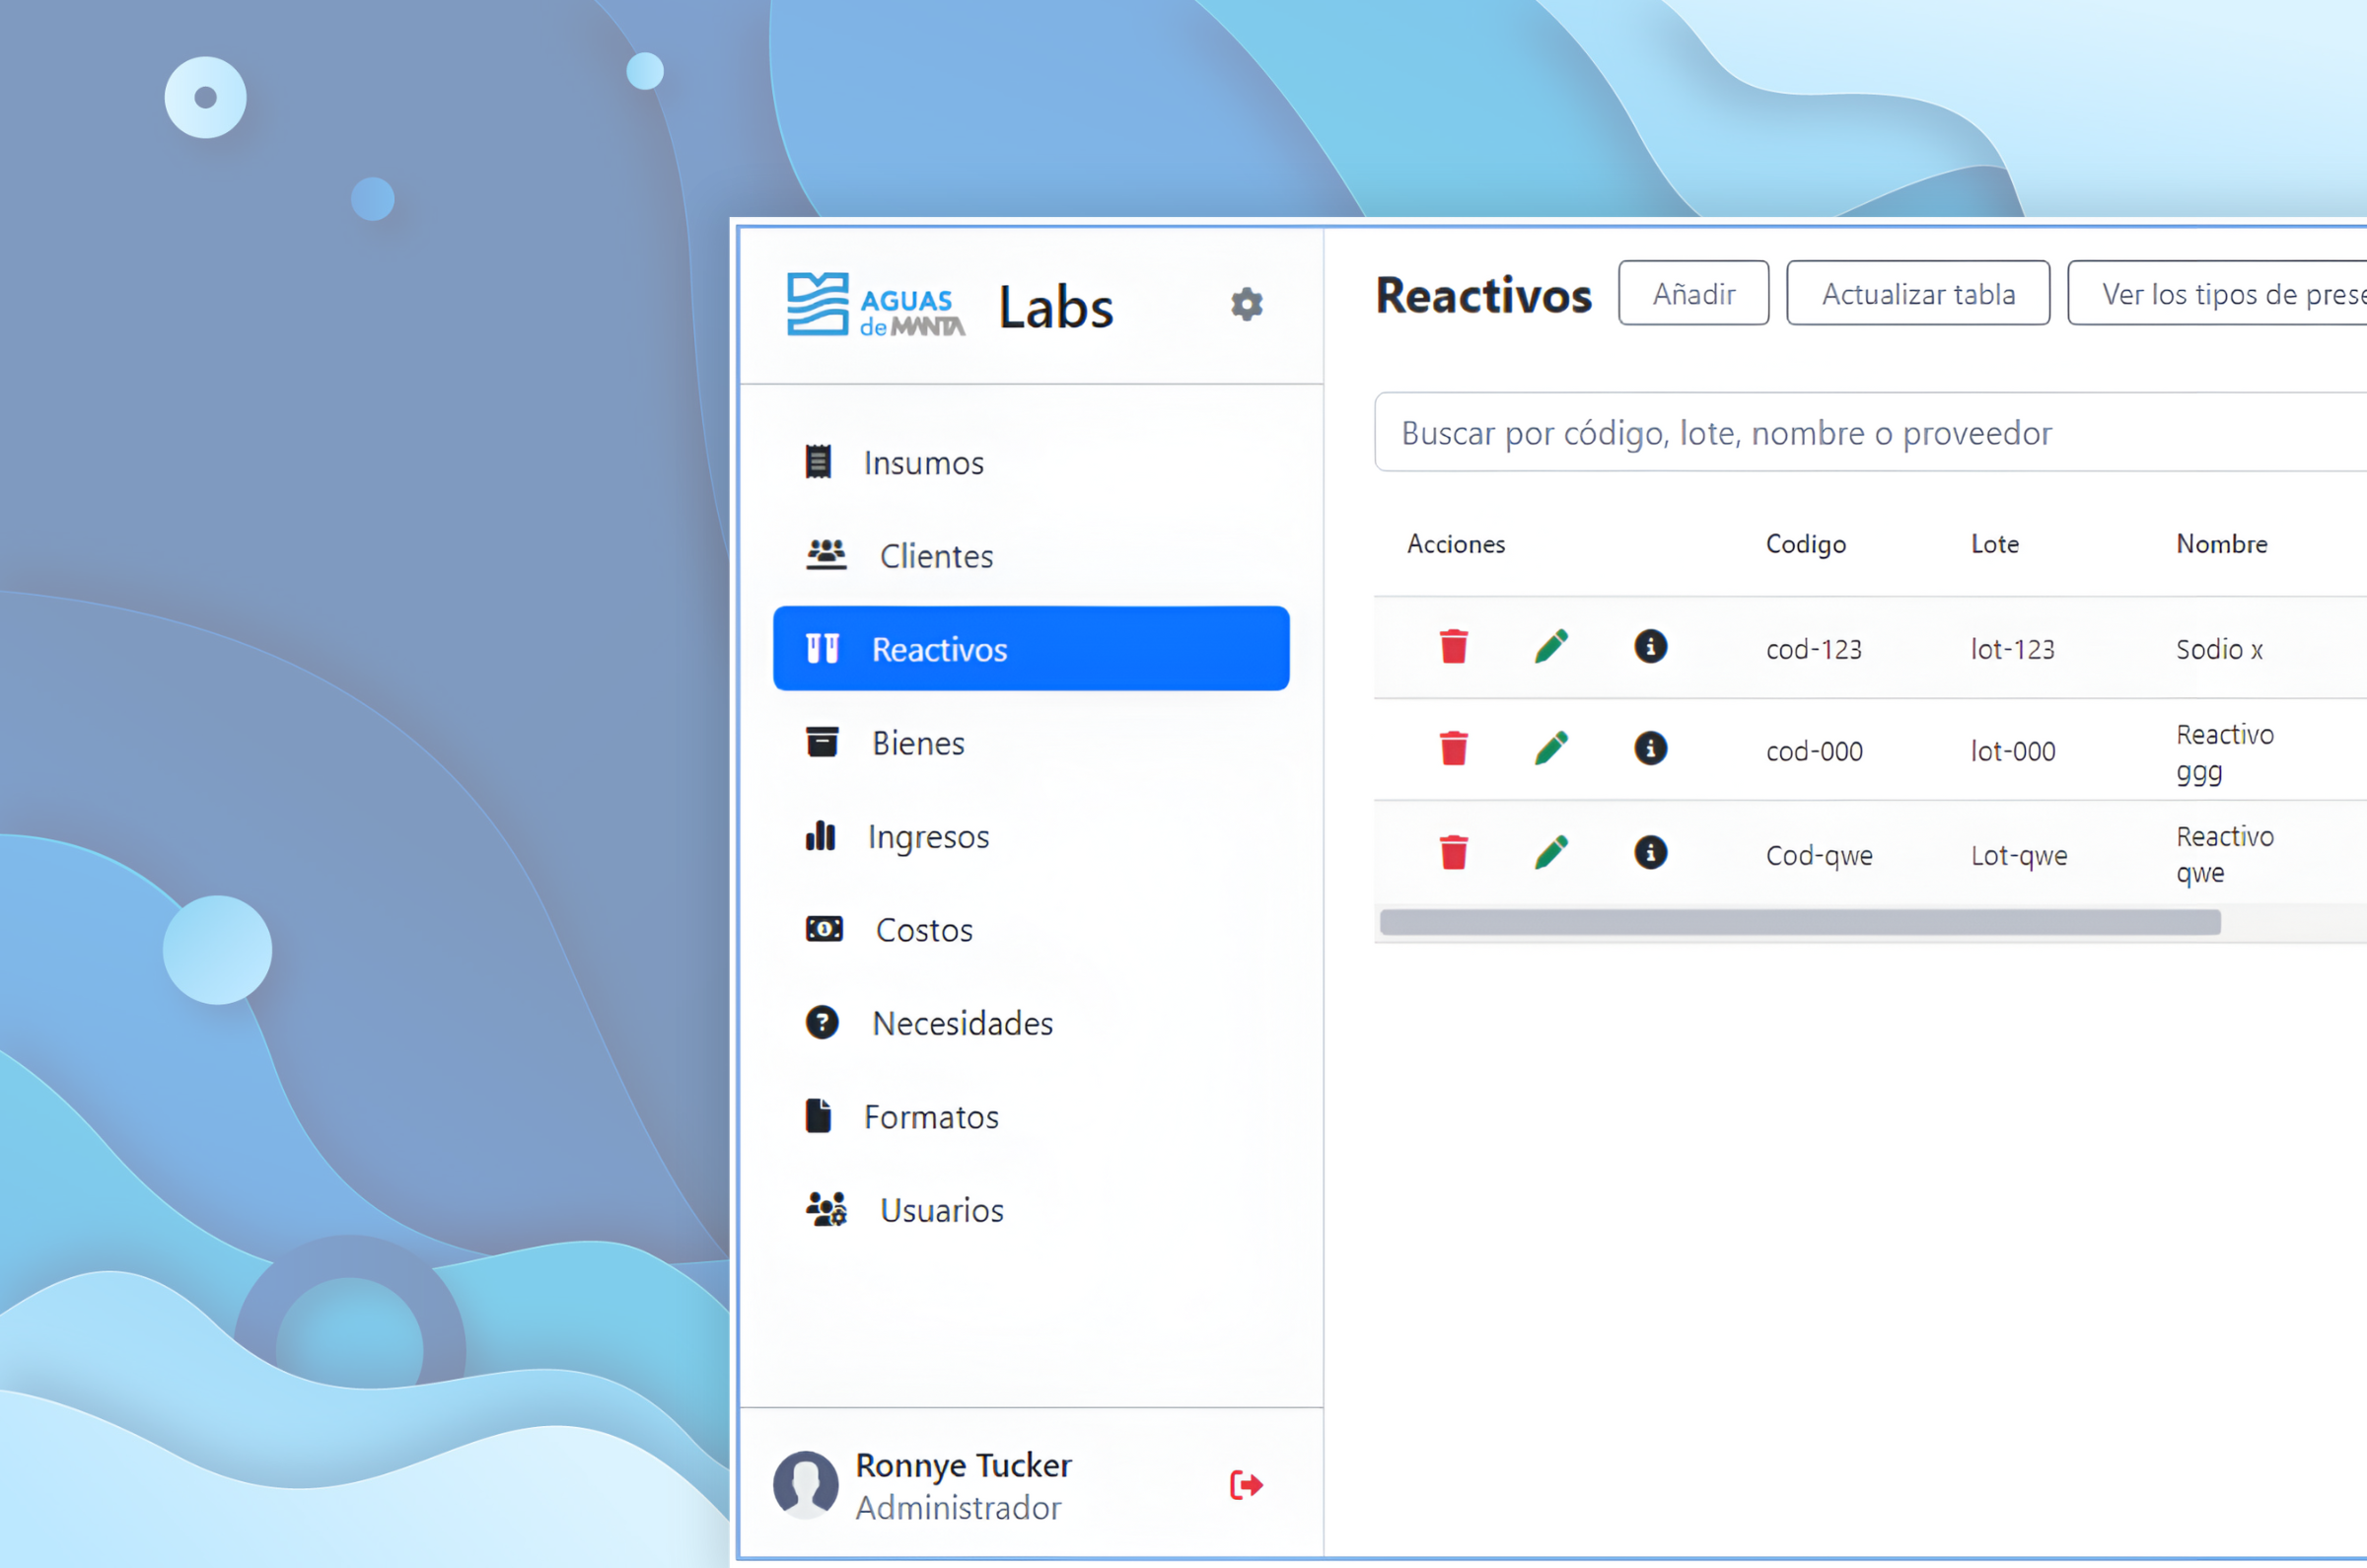 AGUAS
de MANTA
Labs
Insumos
Clientes
Reactivos
Bienes
Ingresos
Costos
Necesidades
Formatos
Usuarios
Ronnye Tucker
Administrador
Reactivos
Añadir
Actualizar tabla
Ver los tipos de prese
Buscar por código, lote, nombre o proveedor
Acciones Codigo Lote Nombre
cod-123 lot-123 Sodio x
cod-000 lot-000 Reactivo
ggg
Cod-qwe Lot-qwe Reactivo
qwe